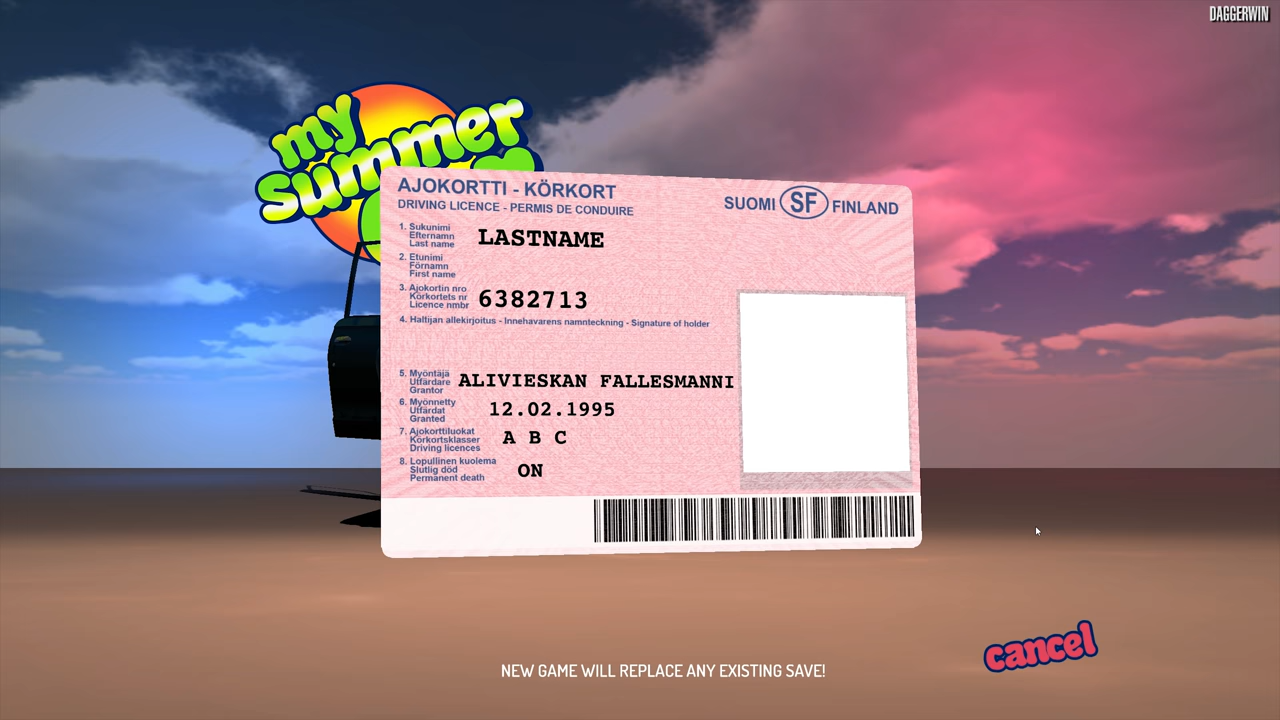 DAGGERWIN
my
summer
AJOKORTTI - KÖRKORT
DRIVING LICENCE - PERMIS DE CONDUIRE
SUOMI SF FINLAND
1. Sukunimi
Efternamn
Last name
LASTNAME
2. Etunimi
Förnamn
First name
3. Ajokortin nro
Körkortets nr
Licence nmbr
6382713
4. Haltijan allekirjoitus - Innehavarens namnteckning - Signature of holder
5. Myöntäjä
Utfärdare
Grantor
ALIVIESKAN FALLESMANNI
6. Myönnetty
Utfärdat
Granted
12.02.1995
7. Ajokorttiluokat
Körkortsklasser
Driving licences
A B C
8. Lopullinen kuolema
Slutlig död
Permanent death
ON
cancel
NEW GAME WILL REPLACE ANY EXISTING SAVE!